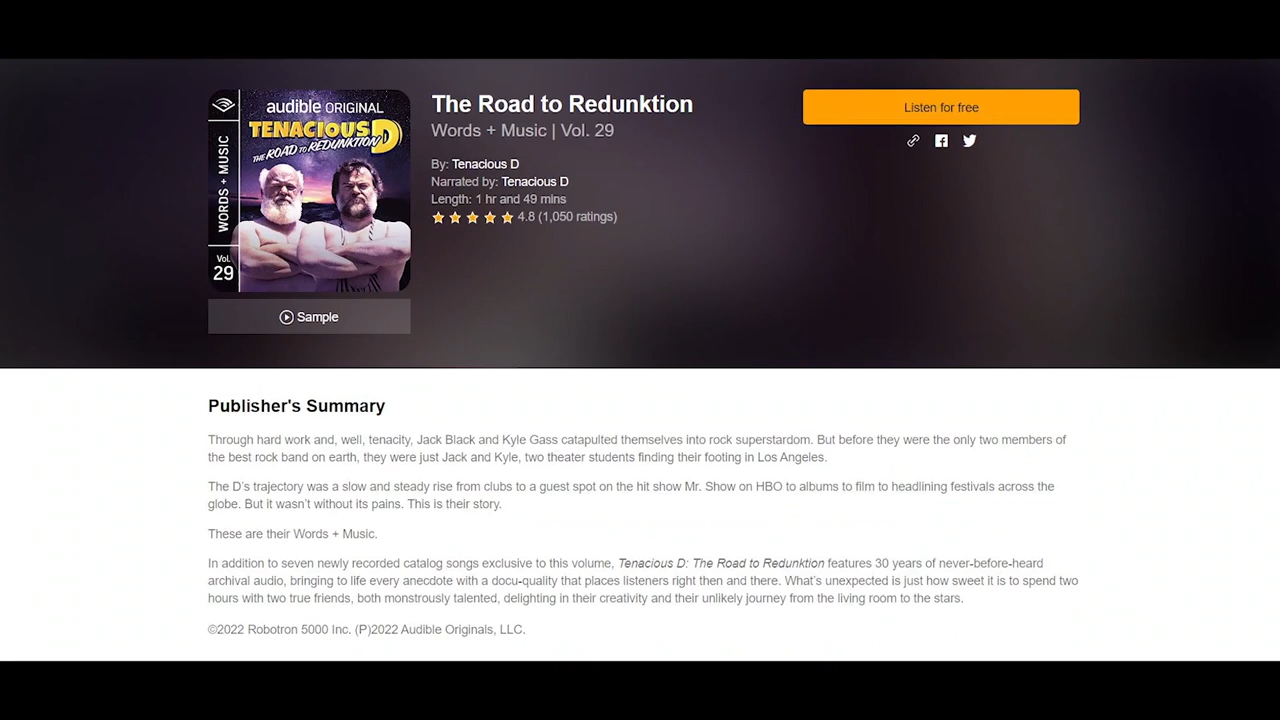 audible ORIGINAL
TENACIOUS D
THE ROAD TO REDUNKTION
WORDS + MUSIC
Vol.
29
Sample
The Road to Redunktion
Words + Music | Vol. 29
By: Tenacious D
Narrated by: Tenacious D
Length: 1 hr and 49 mins
4.8 (1,050 ratings)
Listen for free
Publisher's Summary
Through hard work and, well, tenacity, Jack Black and Kyle Gass catapulted themselves into rock superstardom. But before they were the only two members of
the best rock band on earth, they were just Jack and Kyle, two theater students finding their footing in Los Angeles.
The D's trajectory was a slow and steady rise from clubs to a guest spot on the hit show Mr. Show on HBO to albums to film to headlining festivals across the
globe. But it wasn't without its pains. This is their story.
These are their Words + Music.
In addition to seven newly recorded catalog songs exclusive to this volume, Tenacious D: The Road to Redunktion features 30 years of never-before-heard
archival audio, bringing to life every anecdote with a docu-quality that places listeners right then and there. What's unexpected is just how sweet it is to spend two
hours with two true friends, both monstrously talented, delighting in their creativity and their unlikely journey from the living room to the stars.
©2022 Robotron 5000 Inc. (P)2022 Audible Originals, LLC.